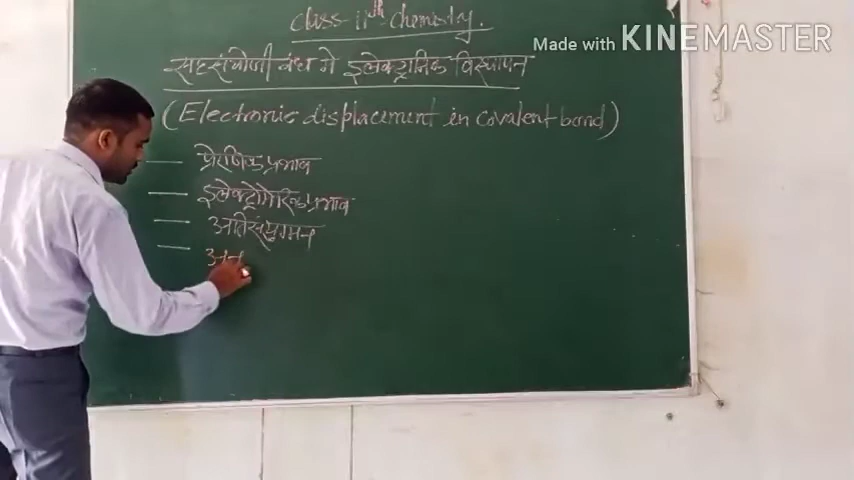 Class-11th Chemistry.
Made with KINEMASTER
सहसंयोजी बंध में इलेक्ट्रानिक विस्थापन
(Electronic displacement in covalent bond)
— प्रेरणिक प्रभाव
— इलेक्ट्रोमेरिक प्रभाव
— अतिसंयुग्मन
— अन